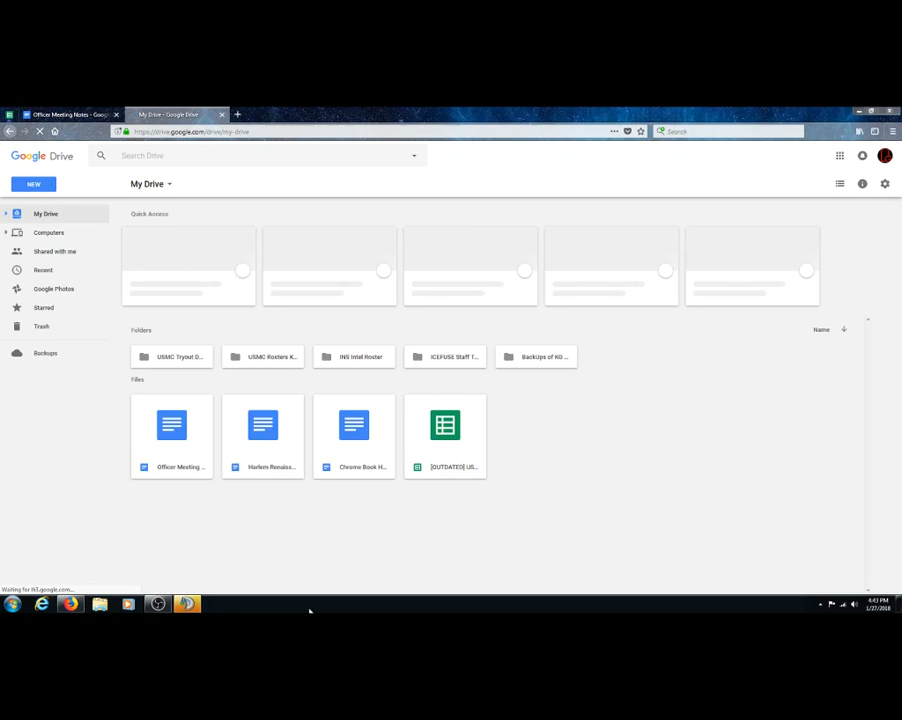 Officer Meeting Notes - Goog
My Drive - Google Drive
https://drive.google.com/drive/my-drive
Search
Google Drive
Search Drive
NEW
My Drive
My Drive
Computers
Shared with me
Recent
Google Photos
Starred
Trash
Backups
Quick Access
Folders
Name
USMC Tryout D...
USMC Rosters K...
INS Intel Roster
ICEFUSE Staff T...
BackUps of KG ...
Files
Officer Meeting ...
Harlem Renaiss...
Chrome Book H...
[OUTDATED] US...
Waiting for lh3.google.com...
4:43 PM
1/27/2018